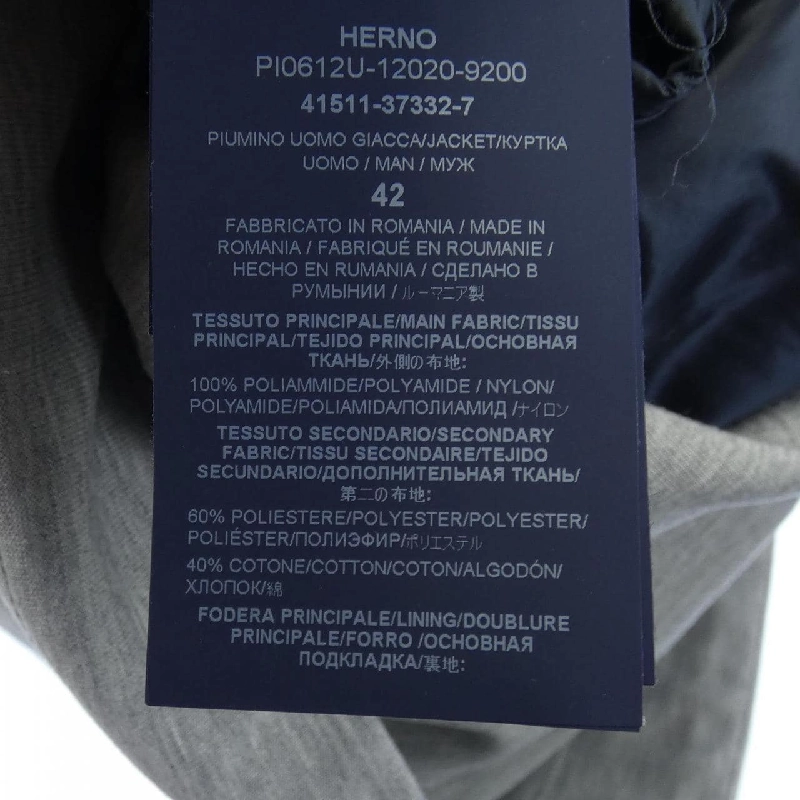 HERNO
PI0612U-12020-9200
41511-37332-7
PIUMINO UOMO GIACCA/JACKET/КУРТКА
UOMO / MAN / МУЖ
42
FABBRICATO IN ROMANIA / MADE IN
ROMANIA / FABRIQUÉ EN ROUMANIE /
HECHO EN RUMANIA / СДЕЛАНО В
РУМЫНИИ / ルーマニア製
TESSUTO PRINCIPALE/MAIN FABRIC/TISSU
PRINCIPAL/TEJIDO PRINCIPAL/ОСНОВНАЯ
ТКАНЬ/外側の布地:
100% POLIAMMIDE/POLYAMIDE / NYLON/
POLYAMIDE/POLIAMIDA/ПОЛИАМИД /ナイロン
TESSUTO SECONDARIO/SECONDARY
FABRIC/TISSU SECONDAIRE/TEJIDO
SECUNDARIO/ДОПОЛНИТЕЛЬНАЯ ТКАНЬ/
第二の布地:
60% POLIESTERE/POLYESTER/POLYESTER/
POLIÉSTER/ПОЛИЭФИР/ポリエステル
40% COTONE/COTTON/COTON/ALGODÓN/
ХЛОПОК/綿
FODERA PRINCIPALE/LINING/DOUBLURE
PRINCIPALE/FORRO /ОСНОВНАЯ
ПОДКЛАДКА/裏地: